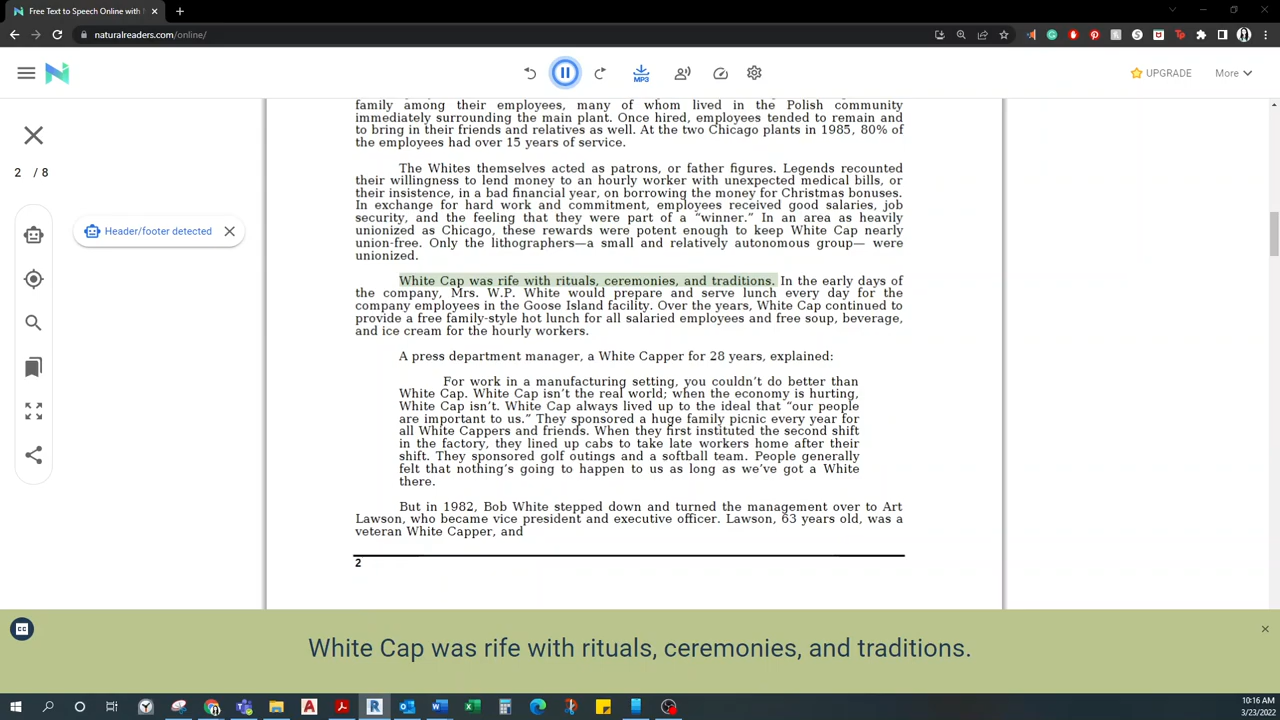 Free Text to Speech Online with
naturalreaders.com/online/
MP3
UPGRADE
More
2 / 8
Header/footer detected
family among their employees, many of whom lived in the Polish community
immediately surrounding the main plant. Once hired, employees tended to remain and
to bring in their friends and relatives as well. At the two Chicago plants in 1985, 80% of
the employees had over 15 years of service.
The Whites themselves acted as patrons, or father figures. Legends recounted
their willingness to lend money to an hourly worker with unexpected medical bills, or
their insistence, in a bad financial year, on borrowing the money for Christmas bonuses.
In exchange for hard work and commitment, employees received good salaries, job
security, and the feeling that they were part of a “winner.” In an area as heavily
unionized as Chicago, these rewards were potent enough to keep White Cap nearly
union-free. Only the lithographers—a small and relatively autonomous group— were
unionized.
White Cap was rife with rituals, ceremonies, and traditions. In the early days of
the company, Mrs. W.P. White would prepare and serve lunch every day for the
company employees in the Goose Island facility. Over the years, White Cap continued to
provide a free family-style hot lunch for all salaried employees and free soup, beverage,
and ice cream for the hourly workers.
A press department manager, a White Capper for 28 years, explained:
For work in a manufacturing setting, you couldn’t do better than
White Cap. White Cap isn’t the real world; when the economy is hurting,
White Cap isn’t. White Cap always lived up to the ideal that “our people
are important to us.” They sponsored a huge family picnic every year for
all White Cappers and friends. When they first instituted the second shift
in the factory, they lined up cabs to take late workers home after their
shift. They sponsored golf outings and a softball team. People generally
felt that nothing’s going to happen to us as long as we’ve got a White
there.
But in 1982, Bob White stepped down and turned the management over to Art
Lawson, who became vice president and executive officer. Lawson, 63 years old, was a
veteran White Capper, and
2
CC
White Cap was rife with rituals, ceremonies, and traditions.
10:16 AM
3/23/2022